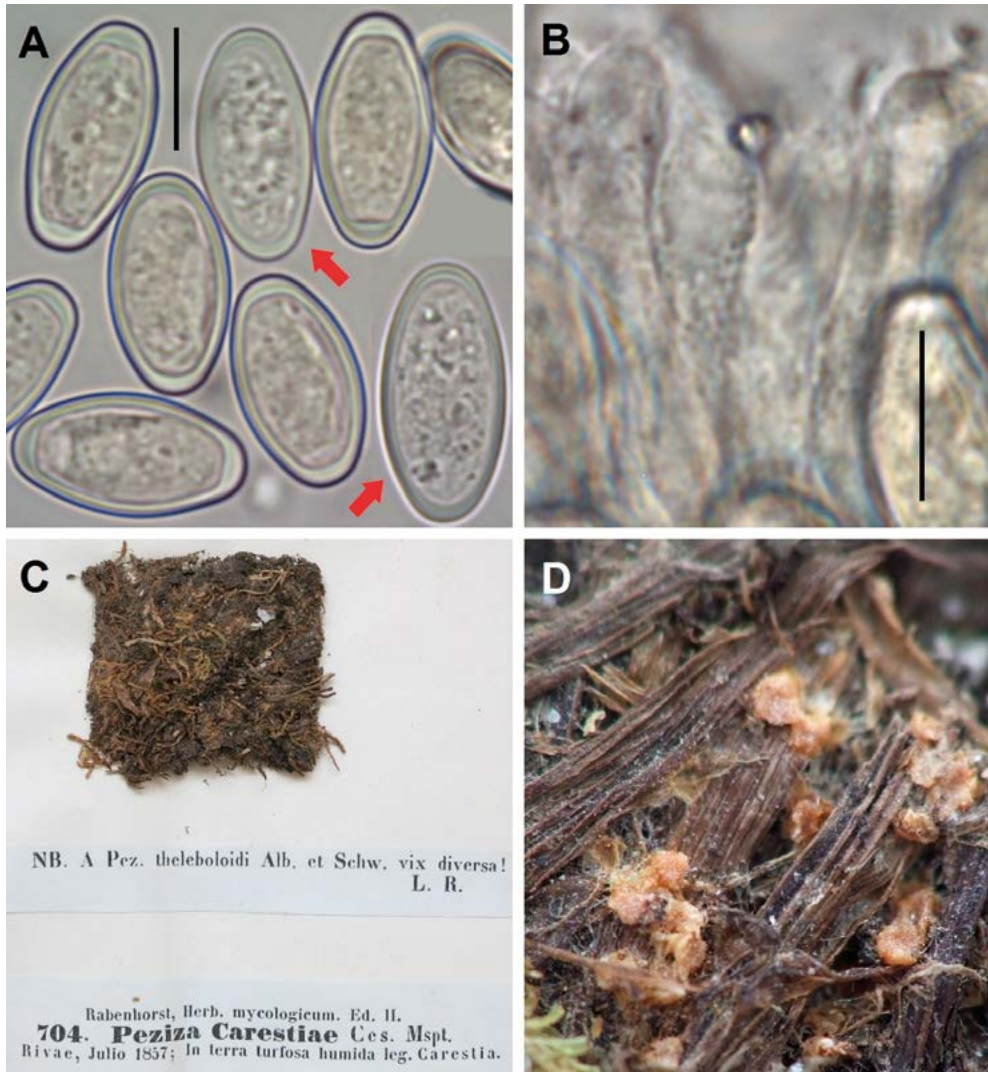 A
B
C
NB. A Pez. theleboloidi Alb. et Schw. vix diversa!
L. R.
Rabenhorst, Herb. mycologicum. Ed. II.
704. Peziza Carestiae Ces. Mspt.
Rivae, Julio 1857; In terra turfosa humida leg. Carestia.
D